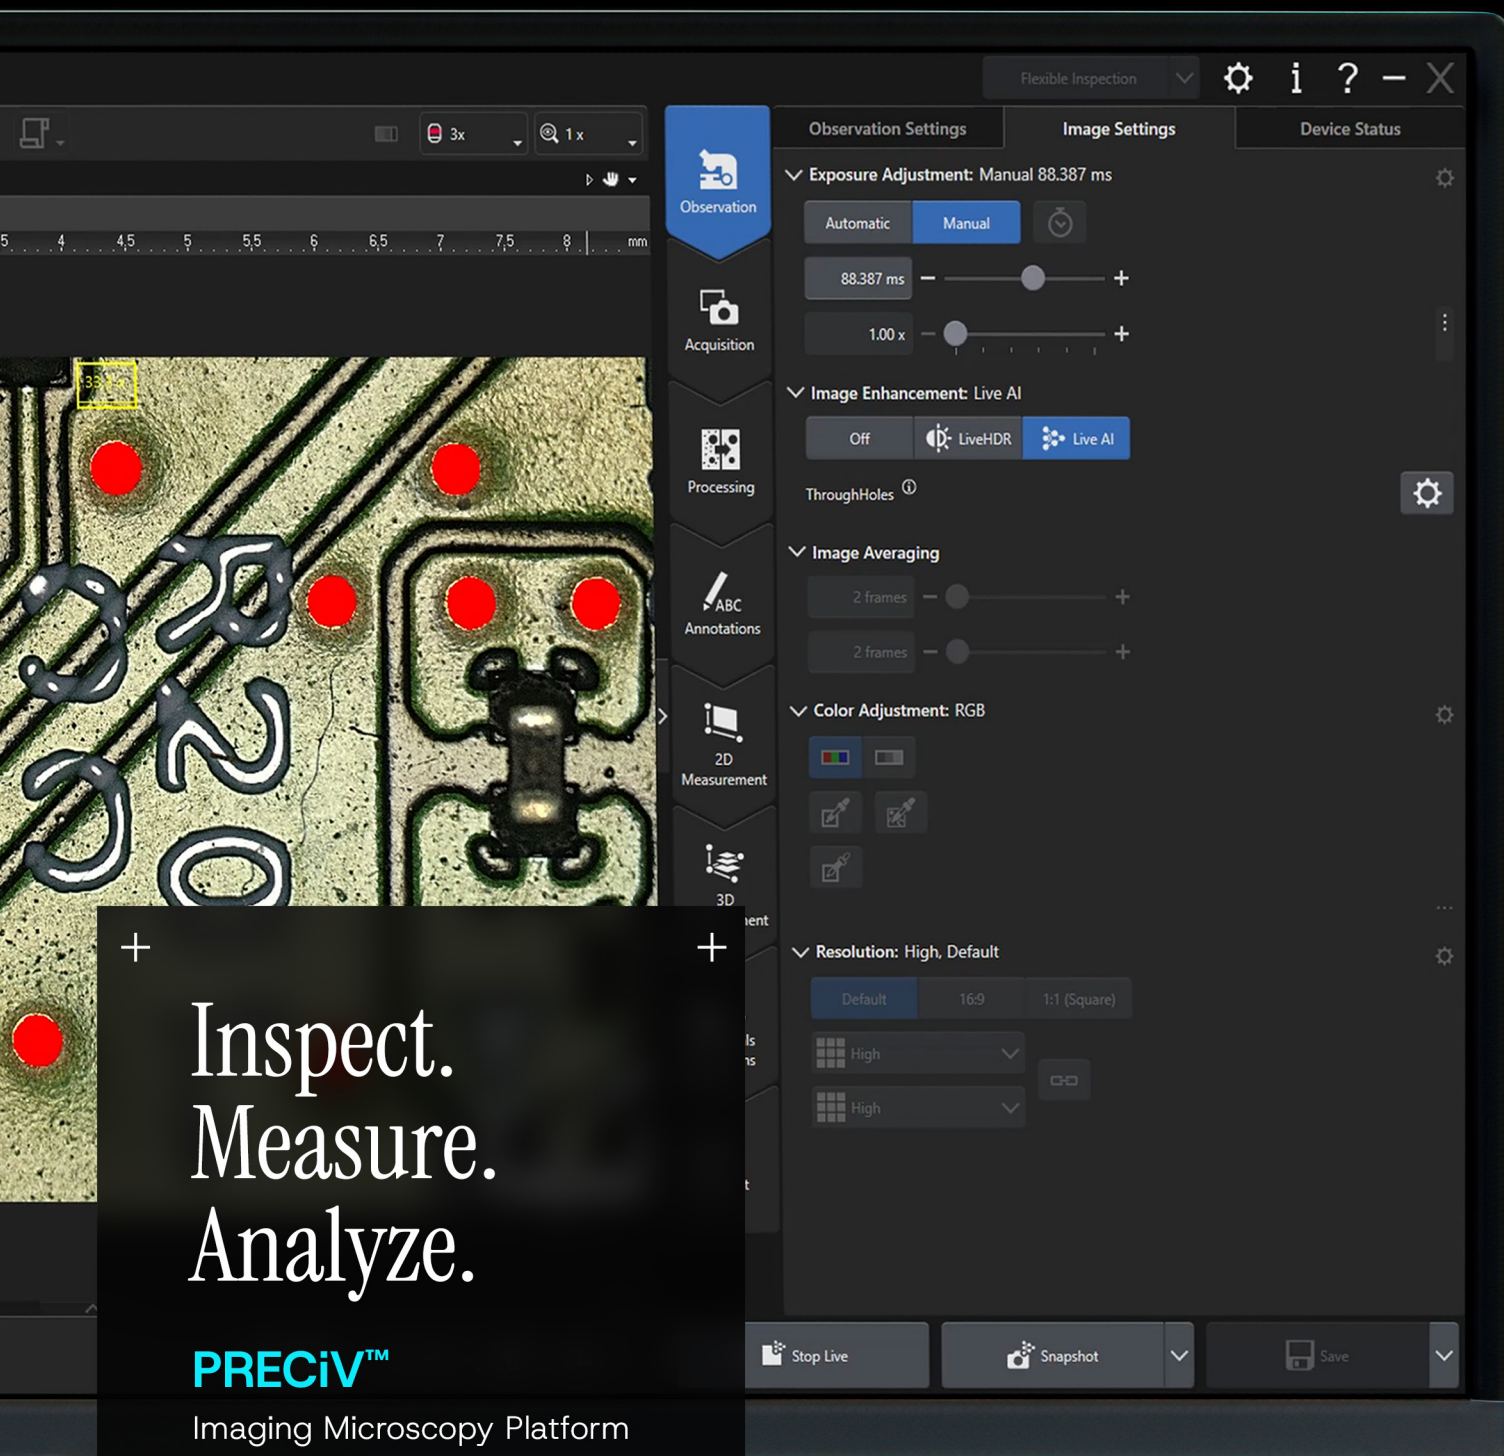 Flexible Inspection
3x
1 x
Observation Settings
Image Settings
Device Status
4 4,5 5 5,5 6 6,5 7 7,5 8 mm
Observation
Acquisition
Processing
ABC
Annotations
2D
Measurement
3D
Exposure Adjustment: Manual 88.387 ms
Automatic
Manual
88.387 ms
1.00 x
Image Enhancement: Live AI
Off
LiveHDR
Live AI
ThroughHoles
Image Averaging
2 frames
2 frames
Color Adjustment: RGB
Resolution: High, Default
Default
16:9
1:1 (Square)
High
High
Inspect.
Measure.
Analyze.
PRECiV™
Imaging Microscopy Platform
Stop Live
Snapshot
Save